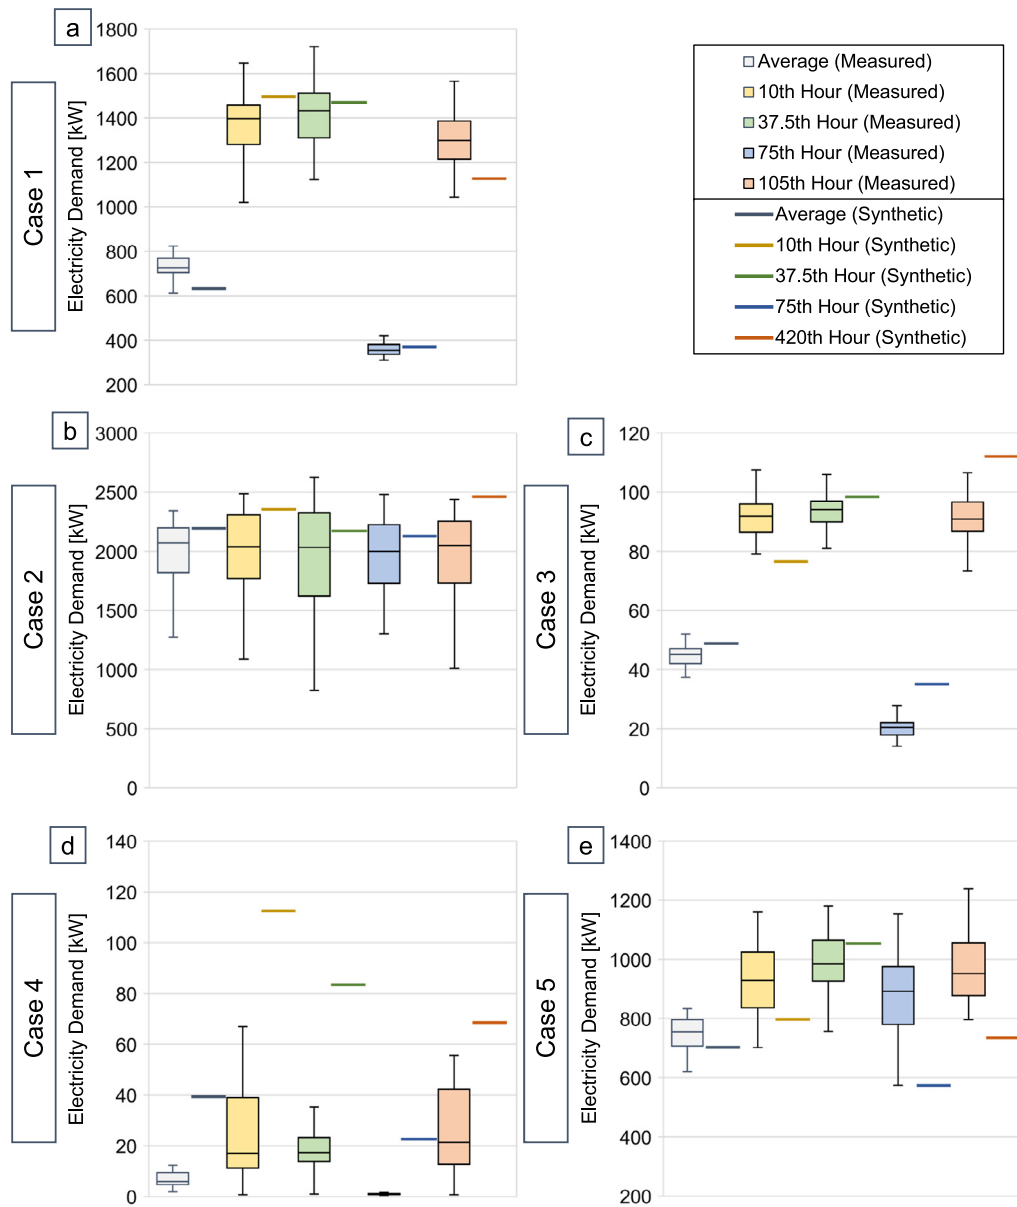 a
Case 1
Electricity Demand [kW]
1800
1600
1400
1200
1000
800
600
400
200
Average (Measured)
10th Hour (Measured)
37.5th Hour (Measured)
75th Hour (Measured)
105th Hour (Measured)
Average (Synthetic)
10th Hour (Synthetic)
37.5th Hour (Synthetic)
75th Hour (Synthetic)
420th Hour (Synthetic)
b
Case 2
Electricity Demand [kW]
3000
2500
2000
1500
1000
500
0
c
Case 3
Electricity Demand [kW]
120
100
80
60
40
20
0
d
Case 4
Electricity Demand [kW]
140
120
100
80
60
40
20
0
e
Case 5
Electricity Demand [kW]
1400
1200
1000
800
600
400
200